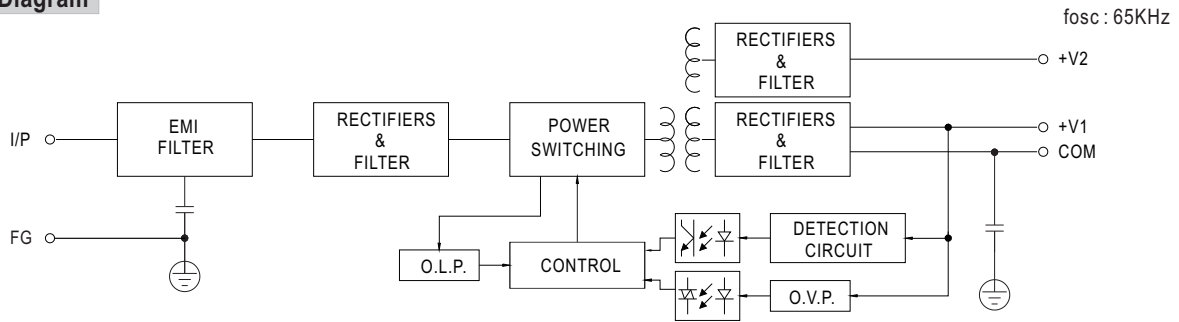 Diagram
fosc : 65KHz
RECTIFIERS
&
FILTER
+V2
I/P
EMI
FILTER
RECTIFIERS
&
FILTER
POWER
SWITCHING
RECTIFIERS
&
FILTER
+V1
COM
FG
O.L.P.
CONTROL
DETECTION
CIRCUIT
O.V.P.